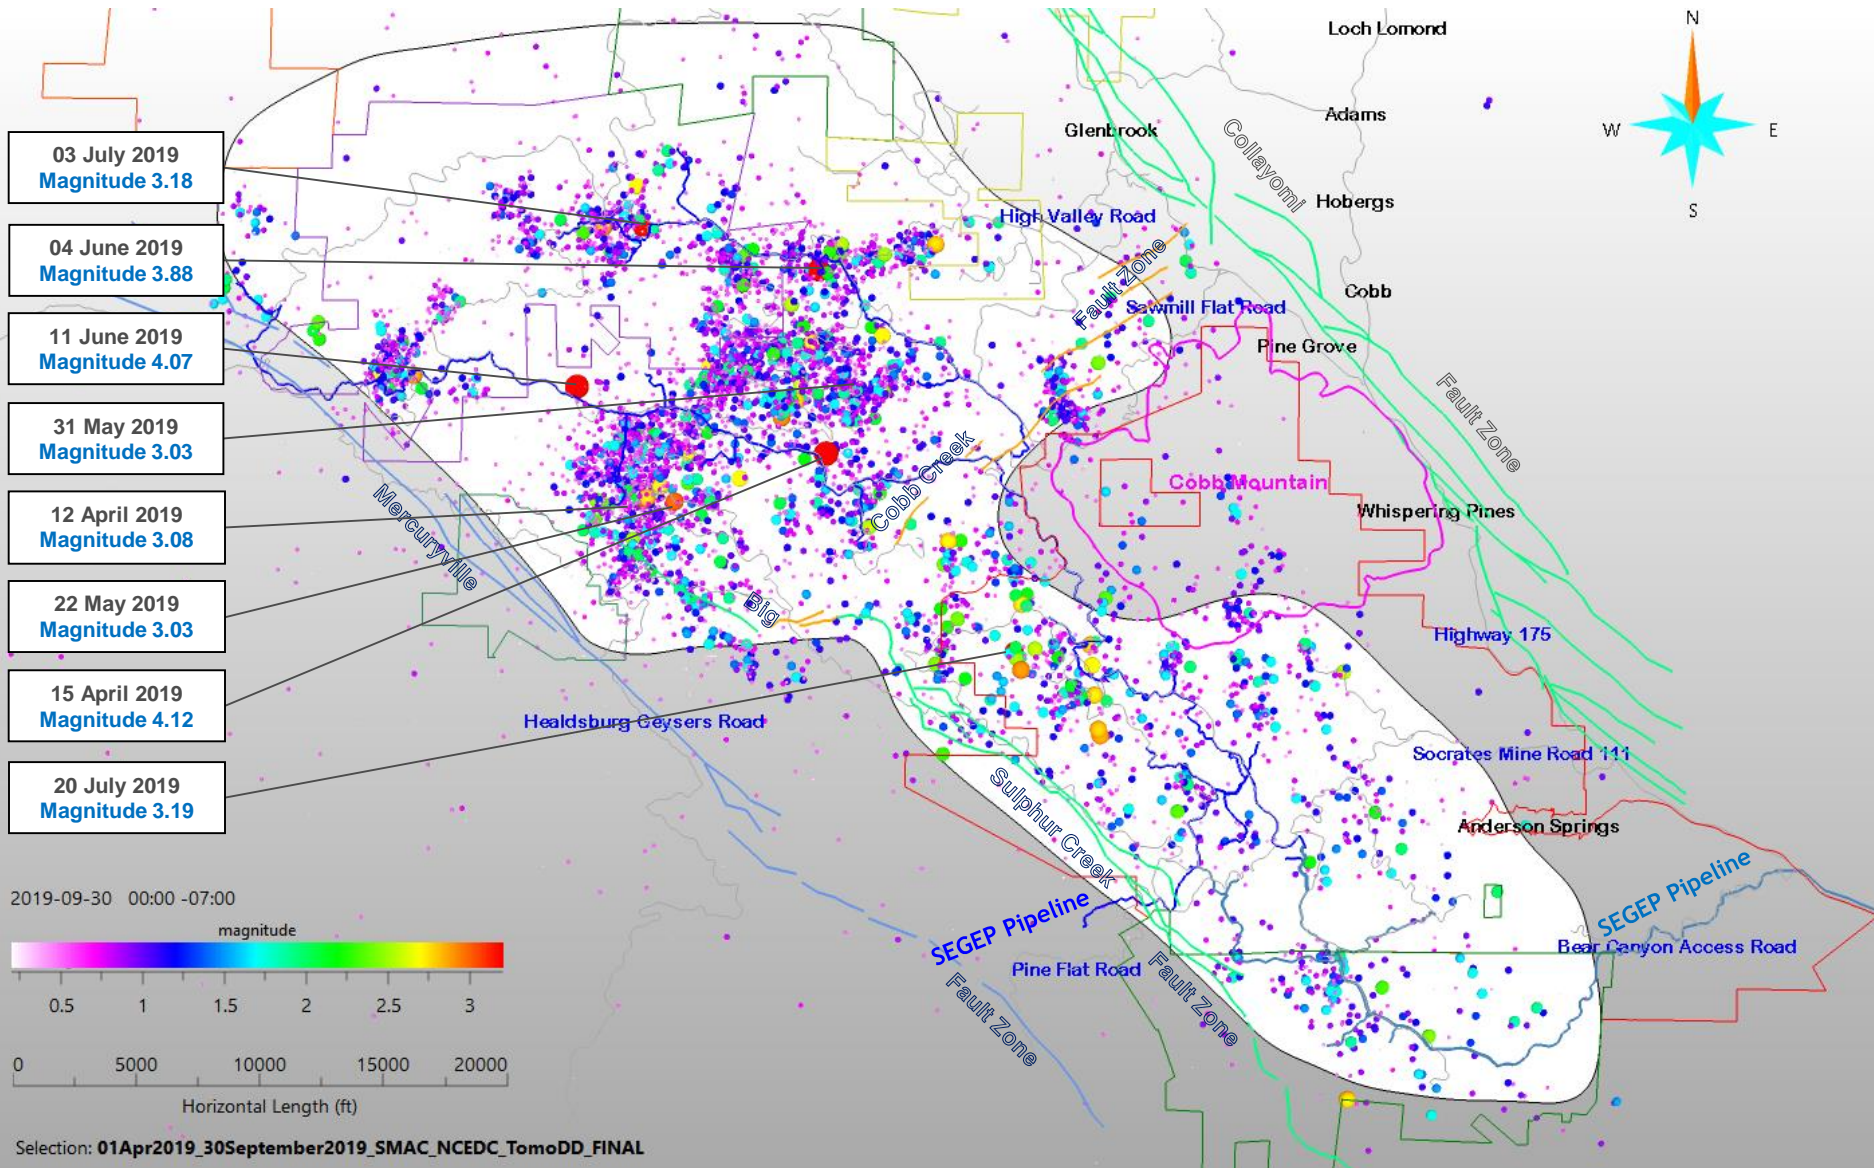 Loch Lomond
N
Adams
Glenbrook
W
E
Collayomi
S
03 July 2019
Magnitude 3.18
Hobergs
High Valley Road
04 June 2019
Magnitude 3.88
Fault Zone
Cobb
Sawmill Flat Road
11 June 2019
Magnitude 4.07
Pine Grove
31 May 2019
Magnitude 3.03
Fault Zone
Cobb Creek
Cobb Mountain
12 April 2019
Magnitude 3.08
Mercuryville
Whispering Pines
22 May 2019
Magnitude 3.03
Big
Highway 175
15 April 2019
Magnitude 4.12
Healdsburg Geysers Road
Socrates Mine Road 111
20 July 2019
Magnitude 3.19
Sulphur Creek
Anderson Springs
2019-09-30 00:00 -07:00
magnitude
0.5 1 1.5 2 2.5 3
SEGEP Pipeline
SEGEP Pipeline
Bear Canyon Access Road
Pine Flat Road
Fault Zone
Fault Zone
0 5000 10000 15000 20000
Horizontal Length (ft)
Selection: 01Apr2019_30September2019_SMAC_NCEDC_TomoDD_FINAL